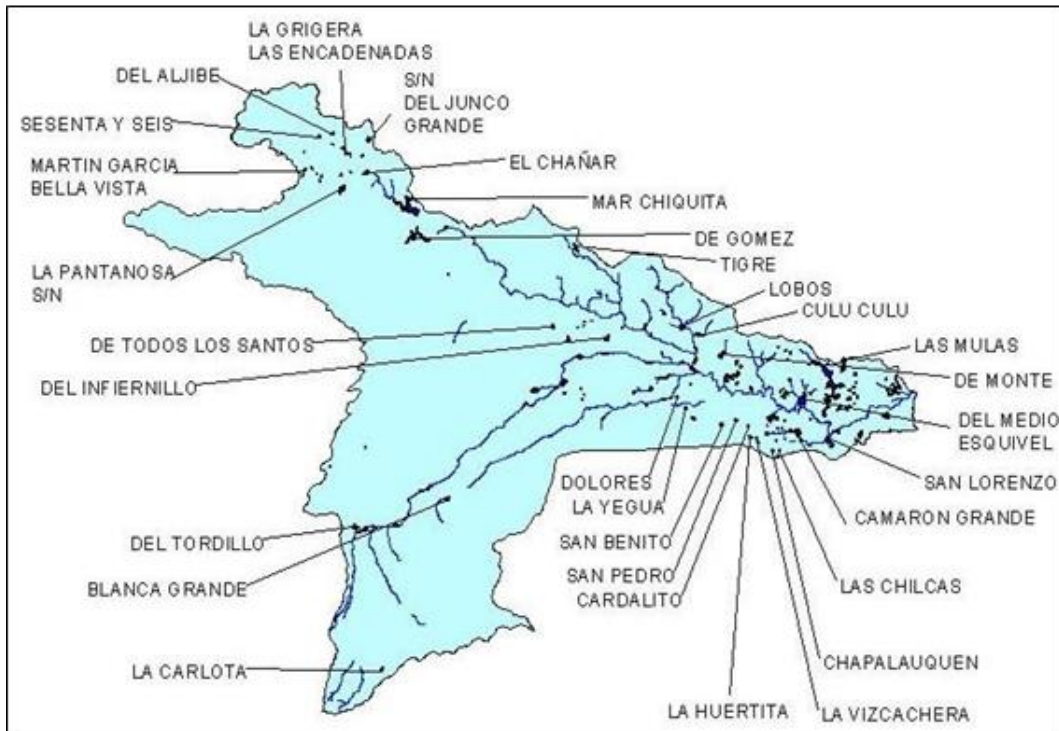 LA GRIGERA
LAS ENCADENADAS
DEL ALJIBE
S/N
DEL JUNCO
GRANDE
SESENTA Y SEIS
MARTIN GARCIA
BELLA VISTA
EL CHAÑAR
MAR CHIQUITA
DE GOMEZ
TIGRE
LA PANTANOSA
S/N
LOBOS
CULU CULU
DE TODOS LOS SANTOS
LAS MULAS
DEL INFIERNILLO
DE MONTE
DEL MEDIO
ESQUIVEL
DOLORES
LA YEGUA
SAN LORENZO
CAMARON GRANDE
DEL TORDILLO
SAN BENITO
BLANCA GRANDE
SAN PEDRO
CARDALITO
LAS CHILCAS
LA CARLOTA
CHAPALAUQUEN
LA HUERTITA
LA VIZCACHERA